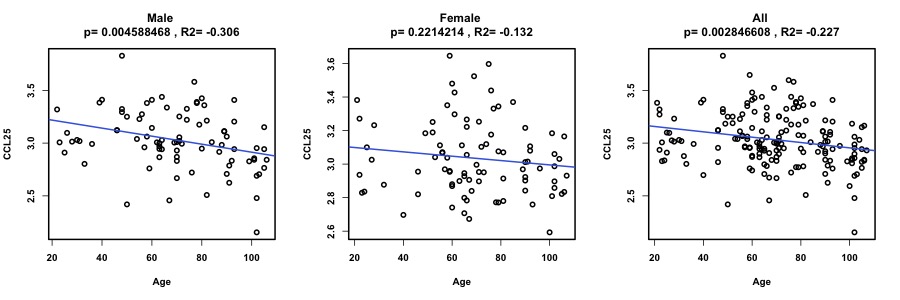 Male
p= 0.004588468 , R2= -0.306
CCL25
3.5
3.0
2.5
20 40 60 80 100
Age
Female
p= 0.2214214 , R2= -0.132
CCL25
3.6
3.4
3.2
3.0
2.8
2.6
20 40 60 80 100
Age
All
p= 0.002846608 , R2= -0.227
CCL25
3.5
3.0
2.5
20 40 60 80 100
Age